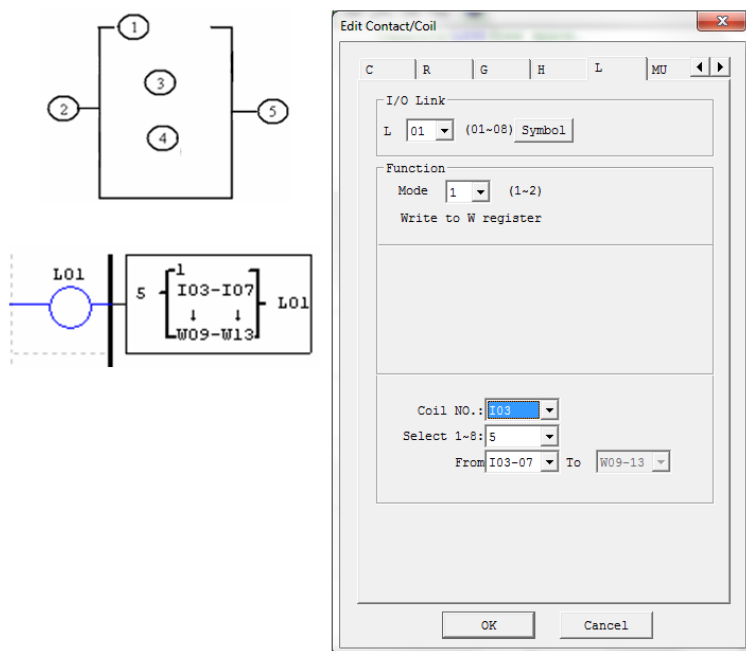 1
2
3
4
5
L01
5
1
I03-I07
↓ ↓
W09-W13
L01
Edit Contact/Coil
C R G H L MU
I/O Link
L 01 (01~08) Symbol
Function
Mode 1 (1~2)
Write to W register
Coil NO.: I03
Select 1~8: 5
From I03-07 To W09-13
OK Cancel